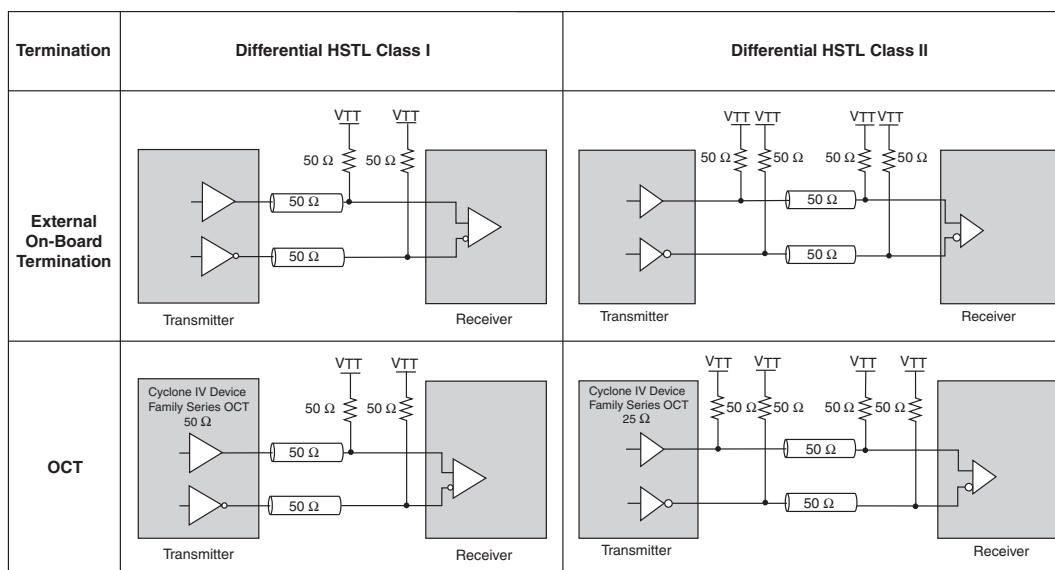 Termination
Differential HSTL Class I
Differential HSTL Class II
External
On-Board
Termination
VTT VTT
50 Ω 50 Ω
50 Ω
50 Ω
Transmitter
Receiver
VTT VTT VTT VTT
50 Ω 50 Ω 50 Ω 50 Ω
50 Ω
50 Ω
Transmitter
Receiver
OCT
VTT VTT
Cyclone IV Device
Family Series OCT
50 Ω
50 Ω 50 Ω
50 Ω
50 Ω
Transmitter
Receiver
VTT VTT VTT VTT
Cyclone IV Device
Family Series OCT
25 Ω
50 Ω 50 Ω 50 Ω 50 Ω
50 Ω
50 Ω
Transmitter
Receiver